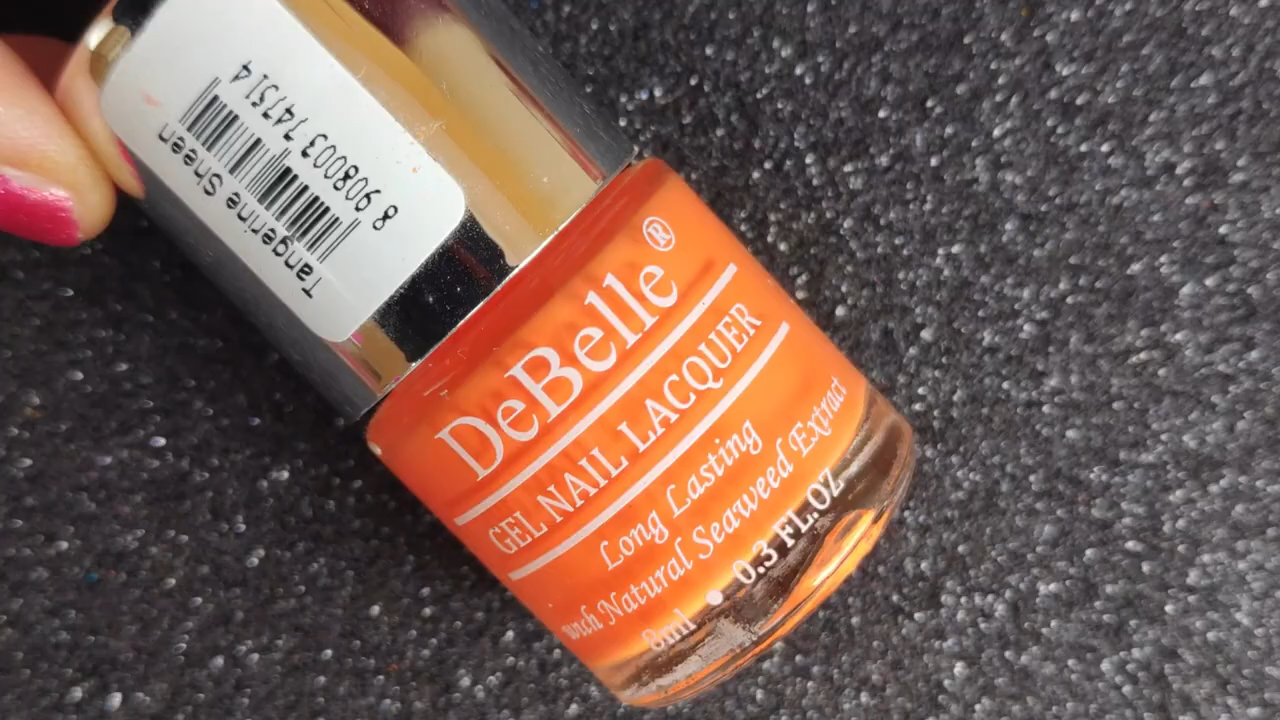 DeBelle®
GEL NAIL LACQUER
Long Lasting
with Natural Seaweed Extract
8ml • 0.3 FL.OZ
Tangerine Sheen
8 908003 747514